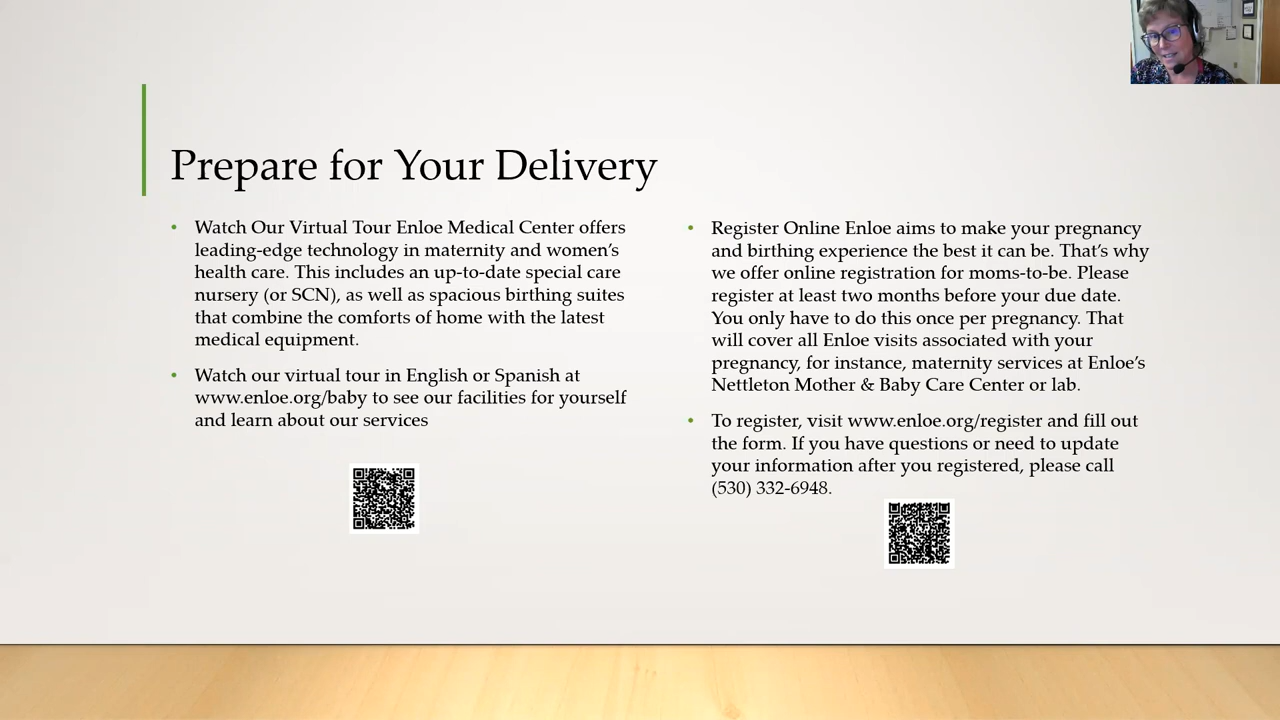 Prepare for Your Delivery
Watch Our Virtual Tour Enloe Medical Center offers
leading-edge technology in maternity and women's
health care. This includes an up-to-date special care
nursery (or SCN), as well as spacious birthing suites
that combine the comforts of home with the latest
medical equipment.
Watch our virtual tour in English or Spanish at
www.enloe.org/baby to see our facilities for yourself
and learn about our services
Register Online Enloe aims to make your pregnancy
and birthing experience the best it can be. That's why
we offer online registration for moms-to-be. Please
register at least two months before your due date.
You only have to do this once per pregnancy. That
will cover all Enloe visits associated with your
pregnancy, for instance, maternity services at Enloe's
Nettleton Mother & Baby Care Center or lab.
To register, visit www.enloe.org/register and fill out
the form. If you have questions or need to update
your information after you registered, please call
(530) 332-6948.